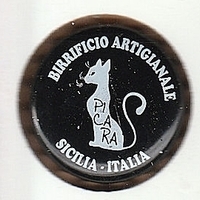 BIRRIFICIO ARTIGIANALE
PI
CA
RA
SICILIA - ITALIA